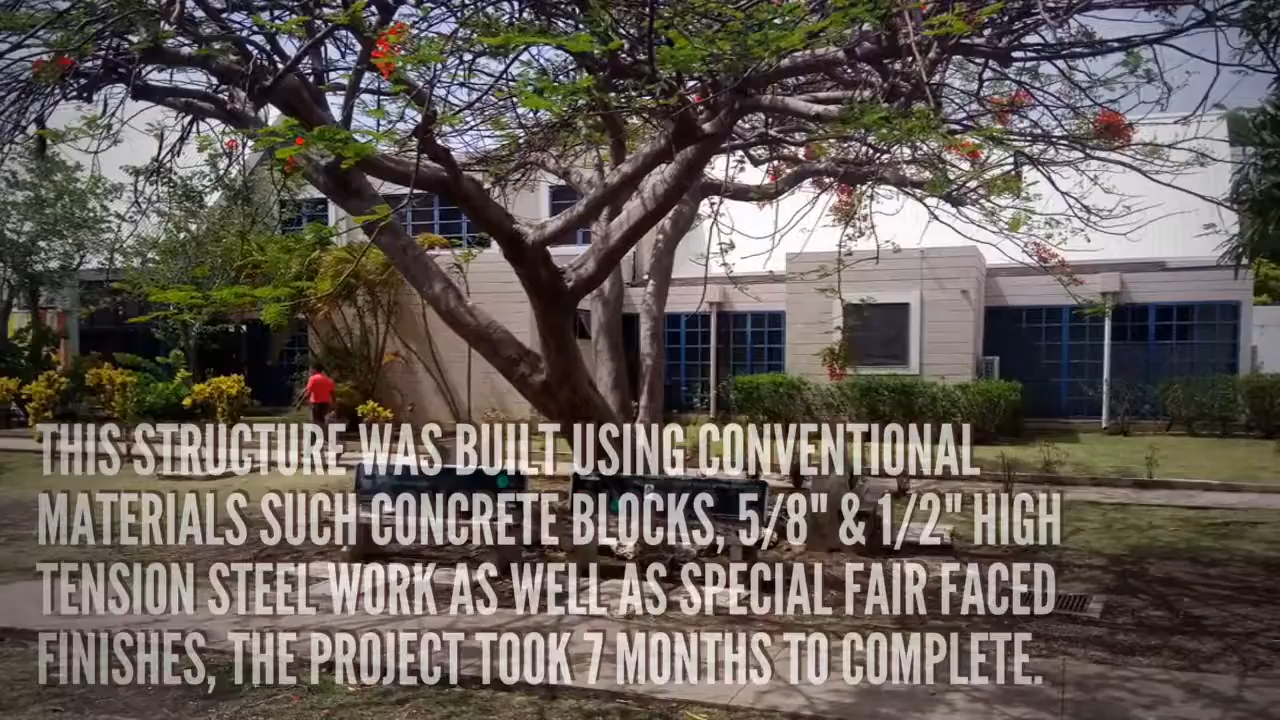 THIS STRUCTURE WAS BUILT USING CONVENTIONAL
MATERIALS SUCH CONCRETE BLOCKS, 5/8" & 1/2" HIGH
TENSION STEEL WORK AS WELL AS SPECIAL FAIR FACED
FINISHES, THE PROJECT TOOK 7 MONTHS TO COMPLETE.